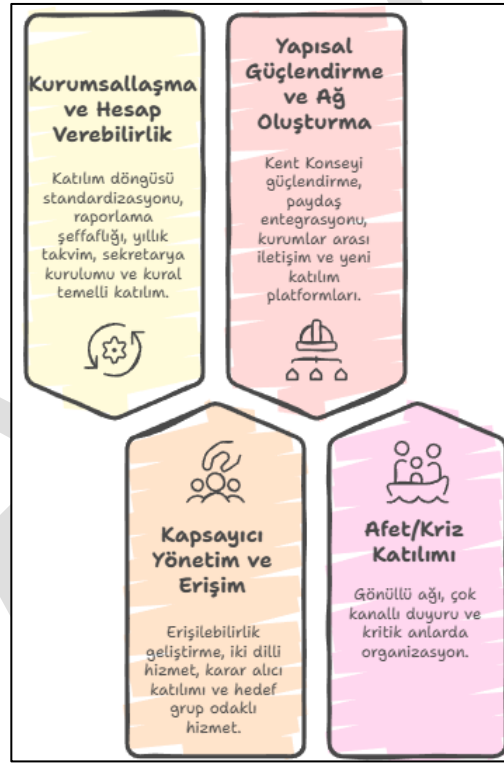 Kurumsallaşma
ve Hesap
Verebilirlik
Katılım döngüsü
standardizasyonu,
raporlama
şeffaflığı, yıllık
takvim, sekretarya
kurulumu ve kural
temelli katılım.
Yapısal
Güçlendirme
ve Ağ
Oluşturma
Kent Konseyi
güçlendirme,
paydaş
entegrasyonu,
kurumlar arası
iletişim ve yeni
katılım
platformları.
Kapsayıcı
Yönetim ve
Erişim
Erişilebilirlik
geliştirme, iki dilli
hizmet, karar alıcı
katılımı ve hedef
grup odaklı
hizmet.
Afet/Kriz
Katılımı
Gönüllü ağı, çok
kanallı duyuru ve
kritik anlarda
organizasyon.